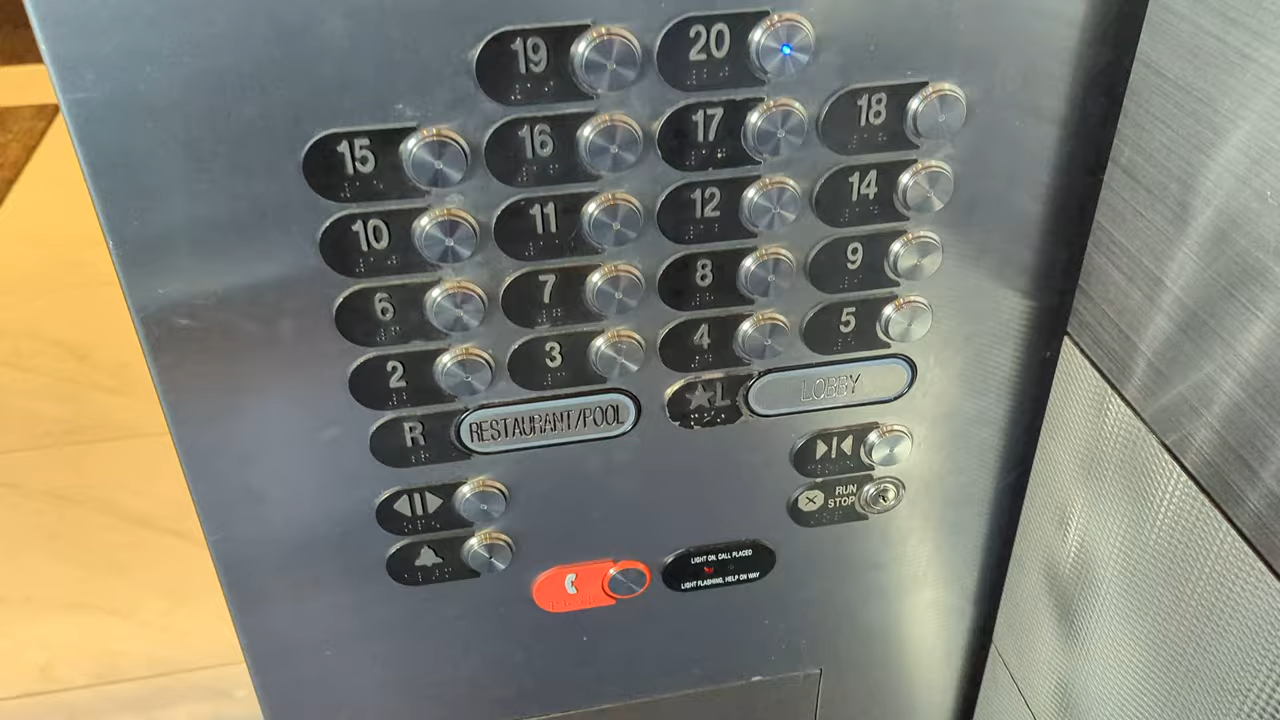 19 20
15 16 17 18
10 11 12 14
6 7 8 9
2 3 4 5
R RESTAURANT/POOL ★L LOBBY
RUN
STOP
LIGHT ON, CALL PLACED
LIGHT FLASHING, HELP ON WAY